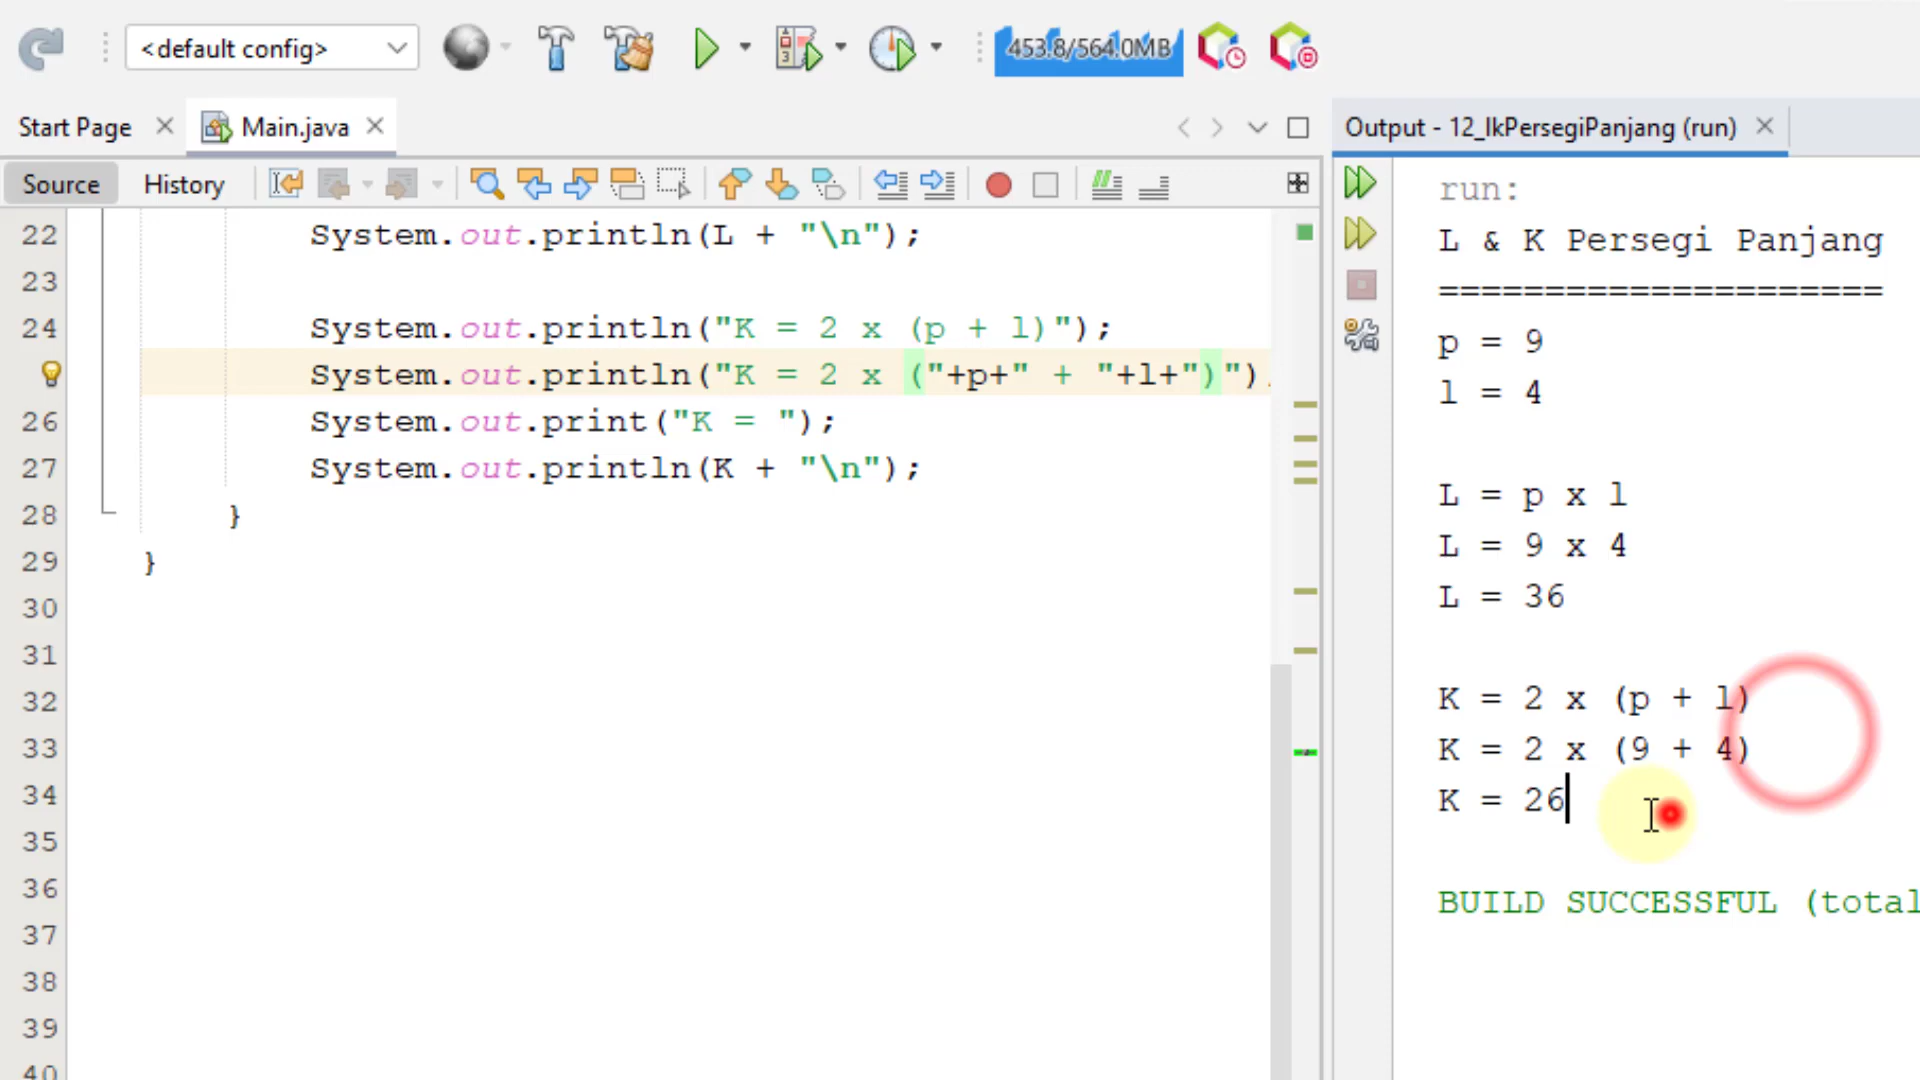 <default config>
453.8/564.0MB
Start Page
Main.java
Output - 12_lkPersegiPanjang (run)
Source
History
22 System.out.println(L + "\n");
23
24 System.out.println("K = 2 x (p + l)");
System.out.println("K = 2 x ("+p+" + "+l+")")
26 System.out.print("K = ");
27 System.out.println(K + "\n");
28 }
29 }
30
31
32
33
34
35
36
37
38
39
40
run:
L & K Persegi Panjang
=====================
p = 9
l = 4
L = p x l
L = 9 x 4
L = 36
K = 2 x (p + l)
K = 2 x (9 + 4)
K = 26
BUILD SUCCESSFUL (total